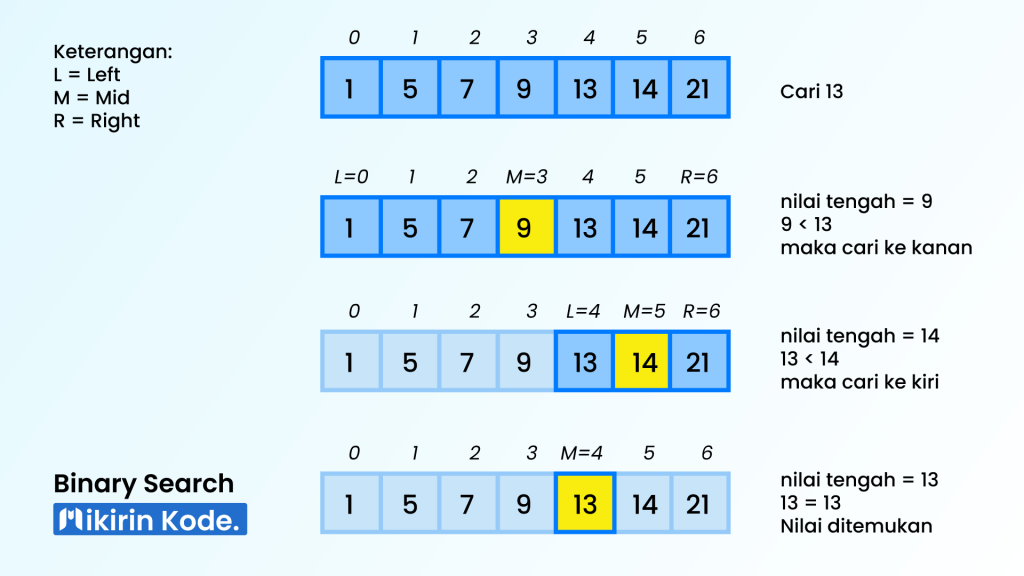 Keterangan:
L = Left
M = Mid
R = Right
0 1 2 3 4 5 6
1 5 7 9 13 14 21
Cari 13
L=0 1 2 M=3 4 5 R=6
1 5 7 9 13 14 21
nilai tengah = 9
9 < 13
maka cari ke kanan
0 1 2 3 L=4 M=5 R=6
1 5 7 9 13 14 21
nilai tengah = 14
13 < 14
maka cari ke kiri
0 1 2 3 M=4 5 6
1 5 7 9 13 14 21
nilai tengah = 13
13 = 13
Nilai ditemukan
Binary Search
Mikirin Kode.